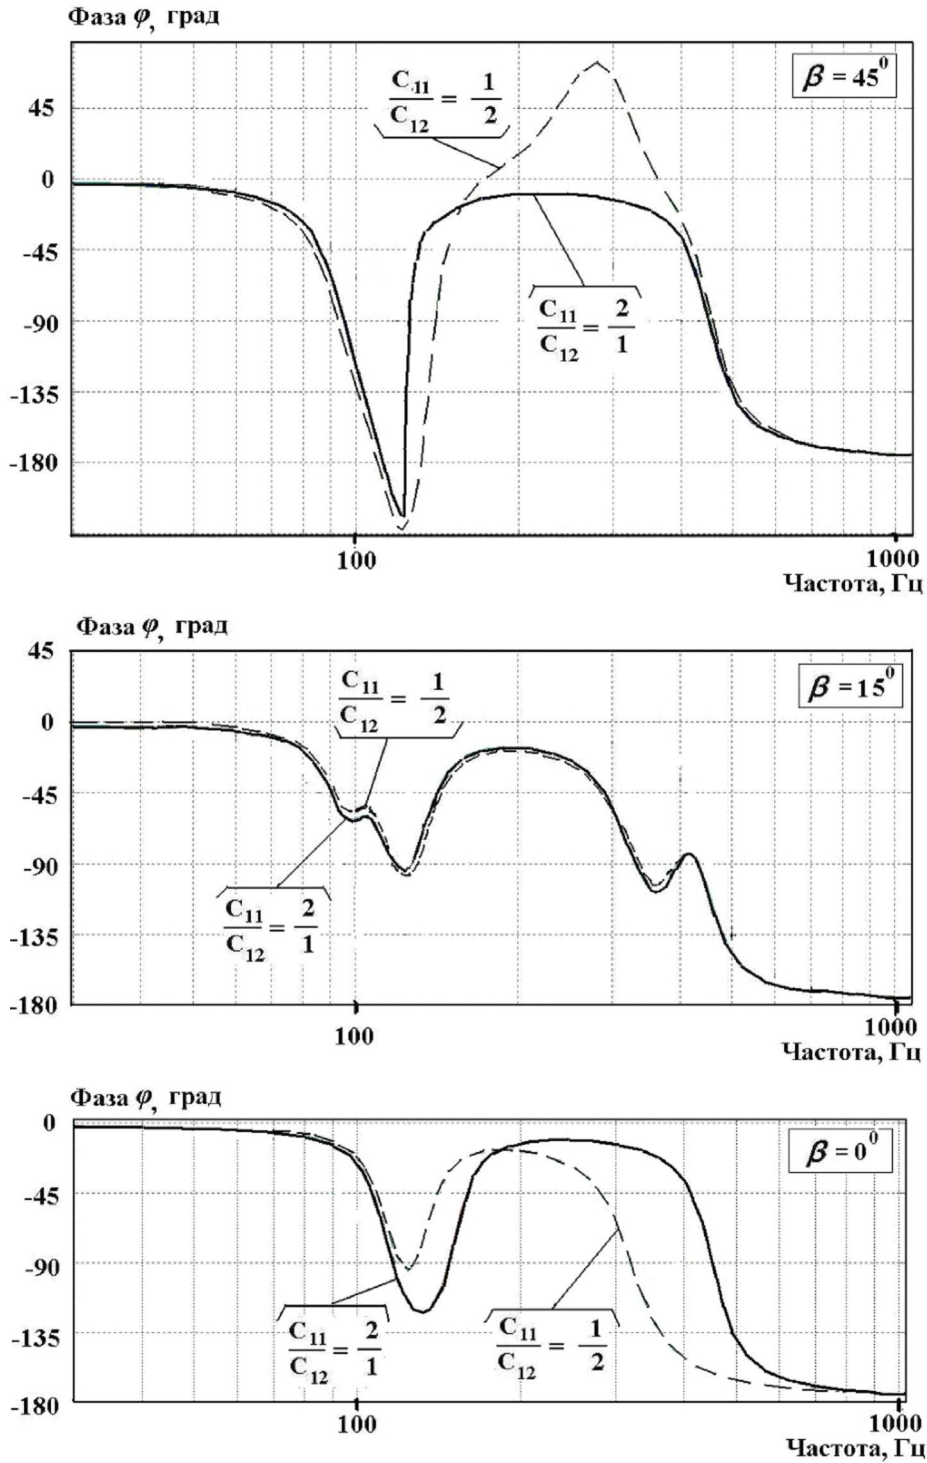 Фаза φ, град
β = 45⁰
C₁₁/C₁₂ = 1/2
45
0
-45
C₁₁/C₁₂ = 2/1
-90
-135
-180
100
1000
Частота, Гц
Фаза φ, град
45
β = 15⁰
C₁₁/C₁₂ = 1/2
0
-45
-90
C₁₁/C₁₂ = 2/1
-135
-180
100
1000
Частота, Гц
Фаза φ, град
0
β = 0⁰
-45
-90
C₁₁/C₁₂ = 2/1
C₁₁/C₁₂ = 1/2
-135
-180
100
1000
Частота, Гц